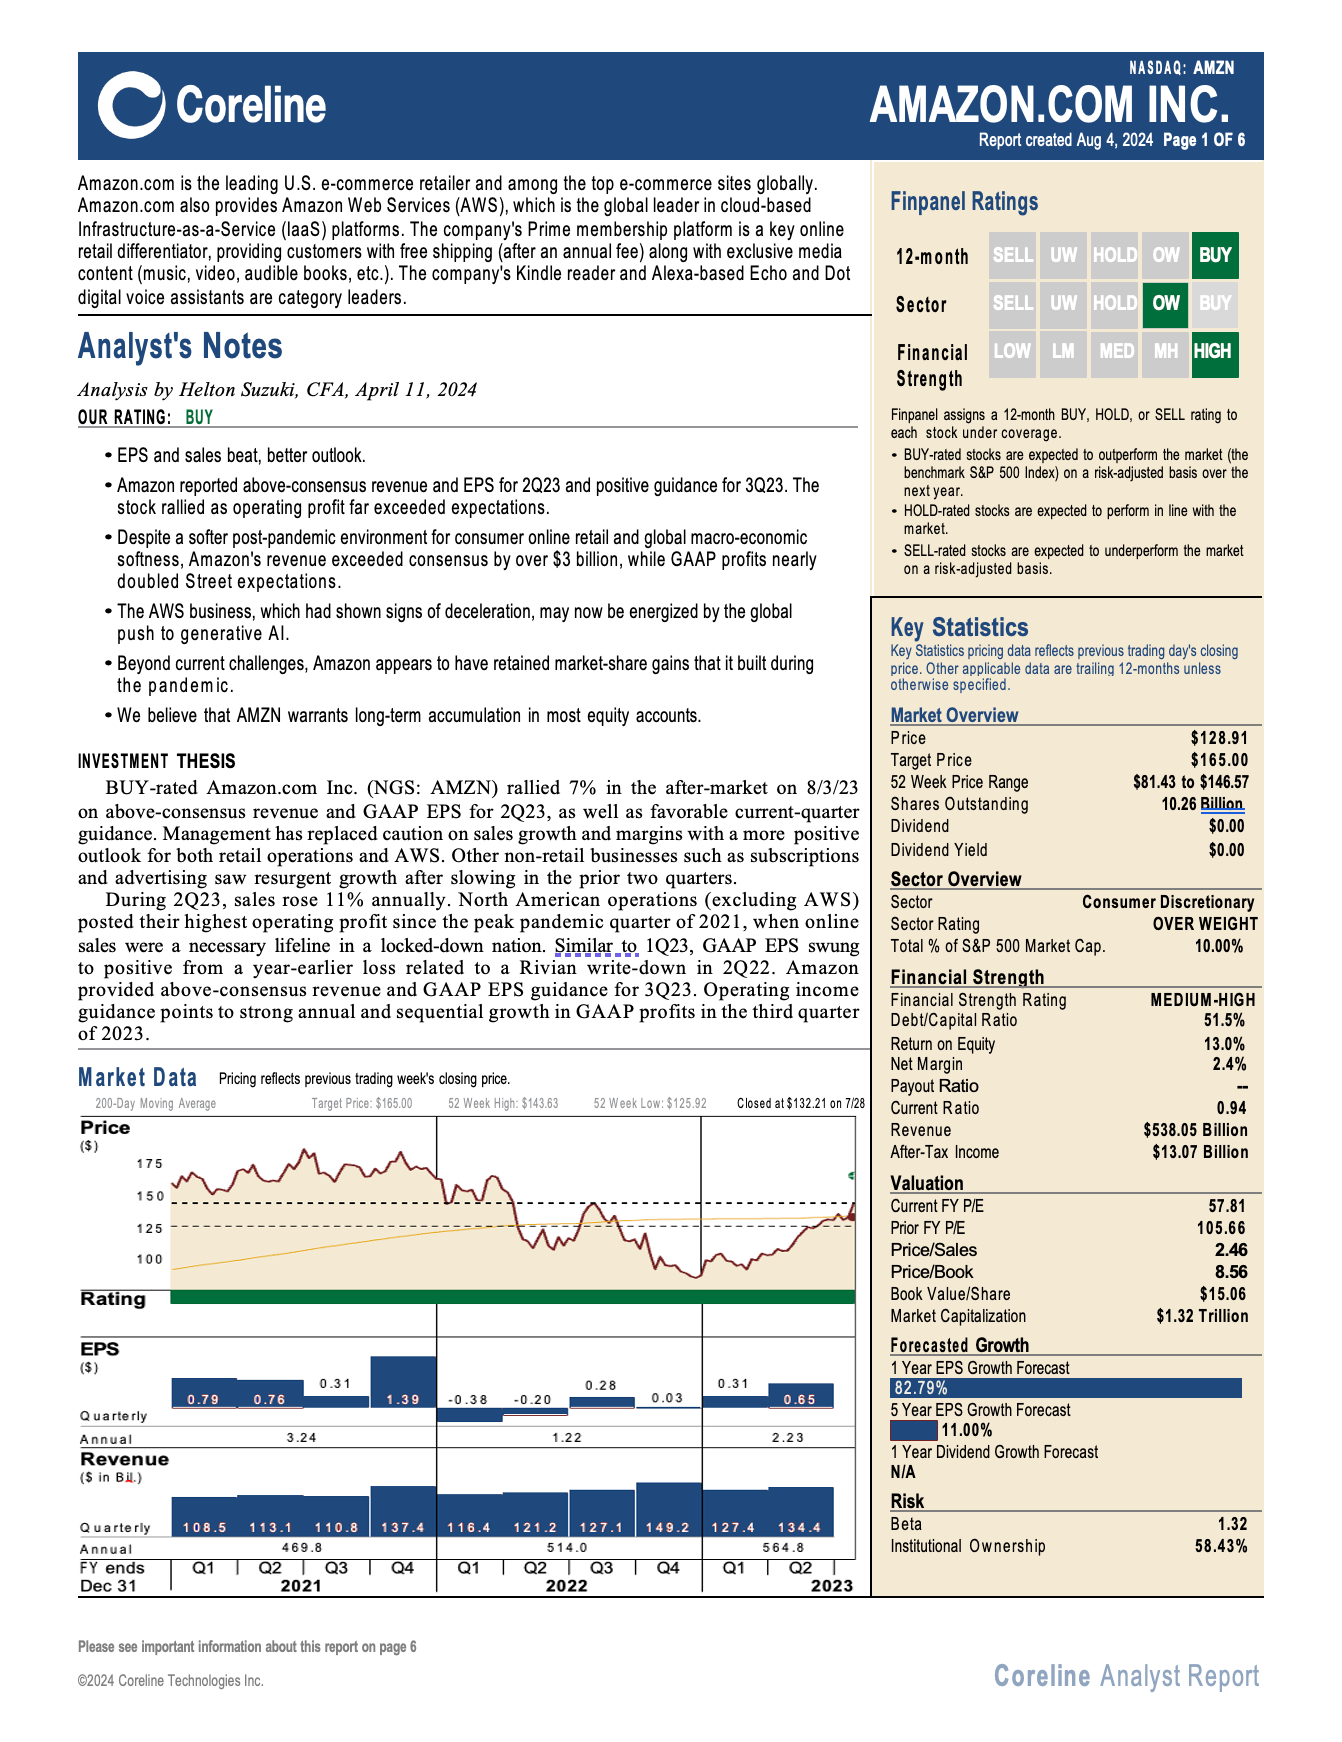 Coreline
NASDAQ: AMZN
AMAZON.COM INC.
Report created Aug 4, 2024 Page 1 OF 6
Amazon.com is the leading U.S. e-commerce retailer and among the top e-commerce sites globally.
Amazon.com also provides Amazon Web Services (AWS), which is the global leader in cloud-based
Infrastructure-as-a-Service (IaaS) platforms. The company's Prime membership platform is a key online
retail differentiator, providing customers with free shipping (after an annual fee) along with exclusive media
content (music, video, audible books, etc.). The company's Kindle reader and Alexa-based Echo and Dot
digital voice assistants are category leaders.
Analyst's Notes
Analysis by Helton Suzuki, CFA, April 11, 2024
OUR RATING: BUY
• EPS and sales beat, better outlook.
• Amazon reported above-consensus revenue and EPS for 2Q23 and positive guidance for 3Q23. The
stock rallied as operating profit far exceeded expectations.
• Despite a softer post-pandemic environment for consumer online retail and global macro-economic
softness, Amazon's revenue exceeded consensus by over $3 billion, while GAAP profits nearly
doubled Street expectations.
• The AWS business, which had shown signs of deceleration, may now be energized by the global
push to generative AI.
• Beyond current challenges, Amazon appears to have retained market-share gains that it built during
the pandemic.
• We believe that AMZN warrants long-term accumulation in most equity accounts.
INVESTMENT THESIS
BUY-rated Amazon.com Inc. (NGS: AMZN) rallied 7% in the after-market on 8/3/23
on above-consensus revenue and GAAP EPS for 2Q23, as well as favorable current-quarter
guidance. Management has replaced caution on sales growth and margins with a more positive
outlook for both retail operations and AWS. Other non-retail businesses such as subscriptions
and advertising saw resurgent growth after slowing in the prior two quarters.
During 2Q23, sales rose 11% annually. North American operations (excluding AWS)
posted their highest operating profit since the peak pandemic quarter of 2021, when online
sales were a necessary lifeline in a locked-down nation. Similar to 1Q23, GAAP EPS swung
to positive from a year-earlier loss related to a Rivian write-down in 2Q22. Amazon
provided above-consensus revenue and GAAP EPS guidance for 3Q23. Operating income
guidance points to strong annual and sequential growth in GAAP profits in the third quarter
of 2023.
Market Data Pricing reflects previous trading week's closing price.
200-Day Moving Average Target Price: $165.00 52 Week High: $143.63 52 Week Low: $125.92 Closed at $132.21 on 7/28
Price
($)
175
150
125
100
Rating
EPS
($)
0.79 0.76 0.31 1.39 -0.38 -0.20 0.28 0.03 0.31 0.65
Quarterly
Annual 3.24 1.22 2.23
Revenue
($ in Bil.)
Quarterly 108.5 113.1 110.8 137.4 116.4 121.2 127.1 149.2 127.4 134.4
Annual 469.8 514.0 564.8
FY ends Q1 Q2 Q3 Q4 Q1 Q2 Q3 Q4 Q1 Q2
Dec 31 2021 2022 2023
Finpanel Ratings
12-month SELL UW HOLD OW BUY
Sector SELL UW HOLD OW BUY
Financial LOW LM MED MH HIGH
Strength
Finpanel assigns a 12-month BUY, HOLD, or SELL rating to
each stock under coverage.
• BUY-rated stocks are expected to outperform the market (the
benchmark S&P 500 Index) on a risk-adjusted basis over the
next year.
• HOLD-rated stocks are expected to perform in line with the
market.
• SELL-rated stocks are expected to underperform the market
on a risk-adjusted basis.
Key Statistics
Key Statistics pricing data reflects previous trading day's closing
price. Other applicable data are trailing 12-months unless
otherwise specified.
Market Overview
Price $128.91
Target Price $165.00
52 Week Price Range $81.43 to $146.57
Shares Outstanding 10.26 Billion
Dividend $0.00
Dividend Yield $0.00
Sector Overview
Sector Consumer Discretionary
Sector Rating OVER WEIGHT
Total % of S&P 500 Market Cap. 10.00%
Financial Strength
Financial Strength Rating MEDIUM-HIGH
Debt/Capital Ratio 51.5%
Return on Equity 13.0%
Net Margin 2.4%
Payout Ratio --
Current Ratio 0.94
Revenue $538.05 Billion
After-Tax Income $13.07 Billion
Valuation
Current FY P/E 57.81
Prior FY P/E 105.66
Price/Sales 2.46
Price/Book 8.56
Book Value/Share $15.06
Market Capitalization $1.32 Trillion
Forecasted Growth
1 Year EPS Growth Forecast
82.79%
5 Year EPS Growth Forecast
11.00%
1 Year Dividend Growth Forecast
N/A
Risk
Beta 1.32
Institutional Ownership 58.43%
Please see important information about this report on page 6
©2024 Coreline Technologies Inc.
Coreline Analyst Report